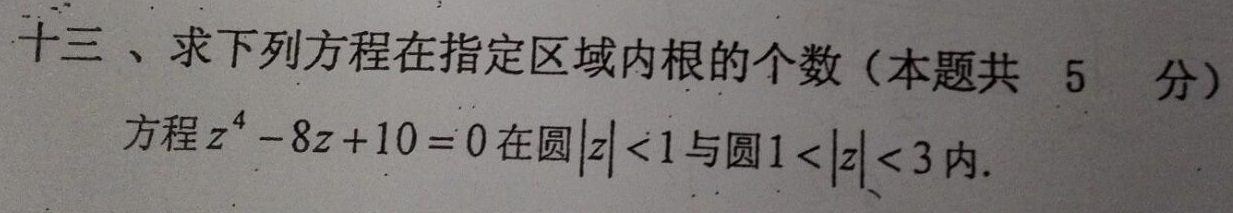 十三、求下列方程在指定区域内根的个数（本题共 5 分）
方程 z⁴ − 8z + 10 = 0 在圆 |z| < 1 与圆 1 < |z| < 3 内.